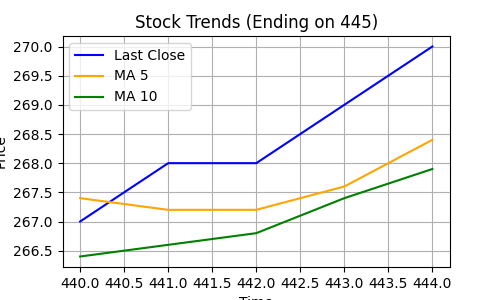 Stock Trends (Ending on 445)
Last Close
MA 5
MA 10
270.0
269.5
269.0
268.5
268.0
267.5
267.0
266.5
Price
440.0 440.5 441.0 441.5 442.0 442.5 443.0 443.5 444.0
Time